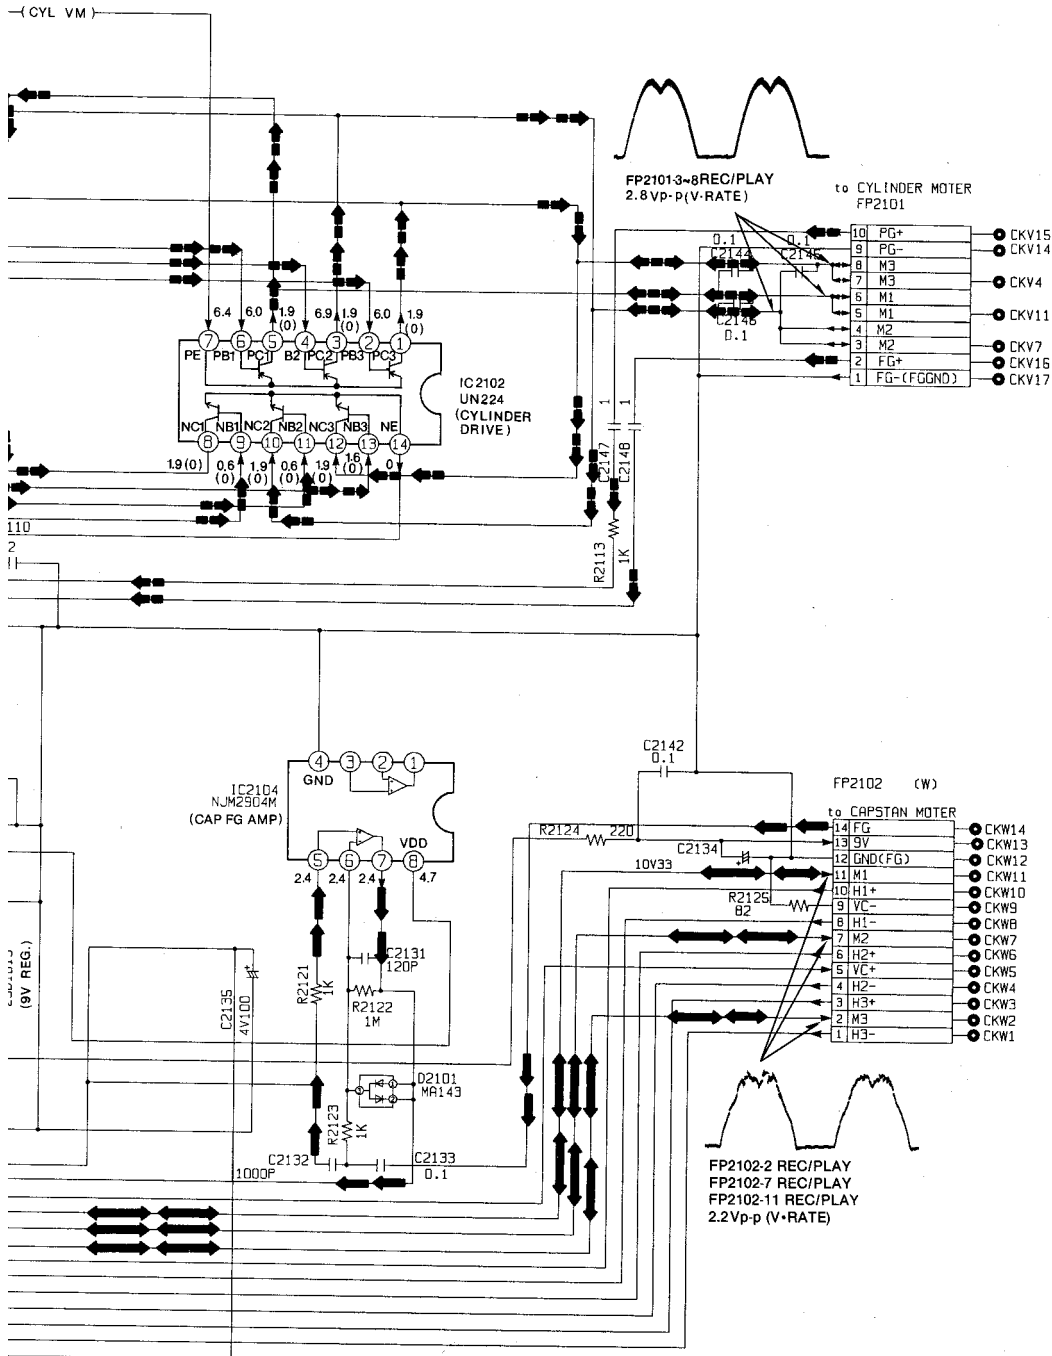 ( CYL VM )
FP2101-3~8REC/PLAY
2.8 Vp-p (V-RATE)
to CYLINDER MOTER
FP2101
10 PG+ CKV15
9 PG- CKV14
8 M3
7 M3 CKV4
6 M1
5 M1 CKV11
4 M2
3 M2 CKV7
2 FG+ CKV16
1 FG-(FGGND) CKV17
0.1 0.1
C2144 C2145
C2146
0.1
6.4 6.0 1.9 (0) 6.9 1.9 (0) 6.0 1.9 (0)
7 6 5 4 3 2 1
PE PB1 PC1 B2 PC2 PB3 PC3
IC2102
UN224
(CYLINDER
DRIVE)
NC1 NB1 NC2 NB2 NC3 NB3 NE
8 9 10 11 12 13 14
1.9 (0) 0.6 (0) 1.9 (0) 0.6 (0) 1.9 (0) 1.6 (0) 0
C2147 1
C2148 1
R2113 1K
110
2
C2142
0.1
FP2102 (W)
to CAPSTAN MOTER
14 FG CKW14
13 9V CKW13
12 GND(FG) CKW12
11 M1 CKW11
10 H1+ CKW10
9 VC- CKW9
8 H1- CKW8
7 M2 CKW7
6 H2+ CKW6
5 VC+ CKW5
4 H2- CKW4
3 H3+ CKW3
2 M3 CKW2
1 H3- CKW1
4 3 2 1
GND
IC2104
NJM2904M
(CAP FG AMP)
VDD
5 6 7 8
2.4 2.4 2.4 4.7
R2124 220
C2134
10V33
R2125
82
C2131
120P
R2121
1K
R2122
1M
(9V REG.)
C2135
4V100
D2101
MA143
3 1 2
R2123
1K
C2132
1000P
C2133
0.1
FP2102-2 REC/PLAY
FP2102-7 REC/PLAY
FP2102-11 REC/PLAY
2.2Vp-p (V•RATE)